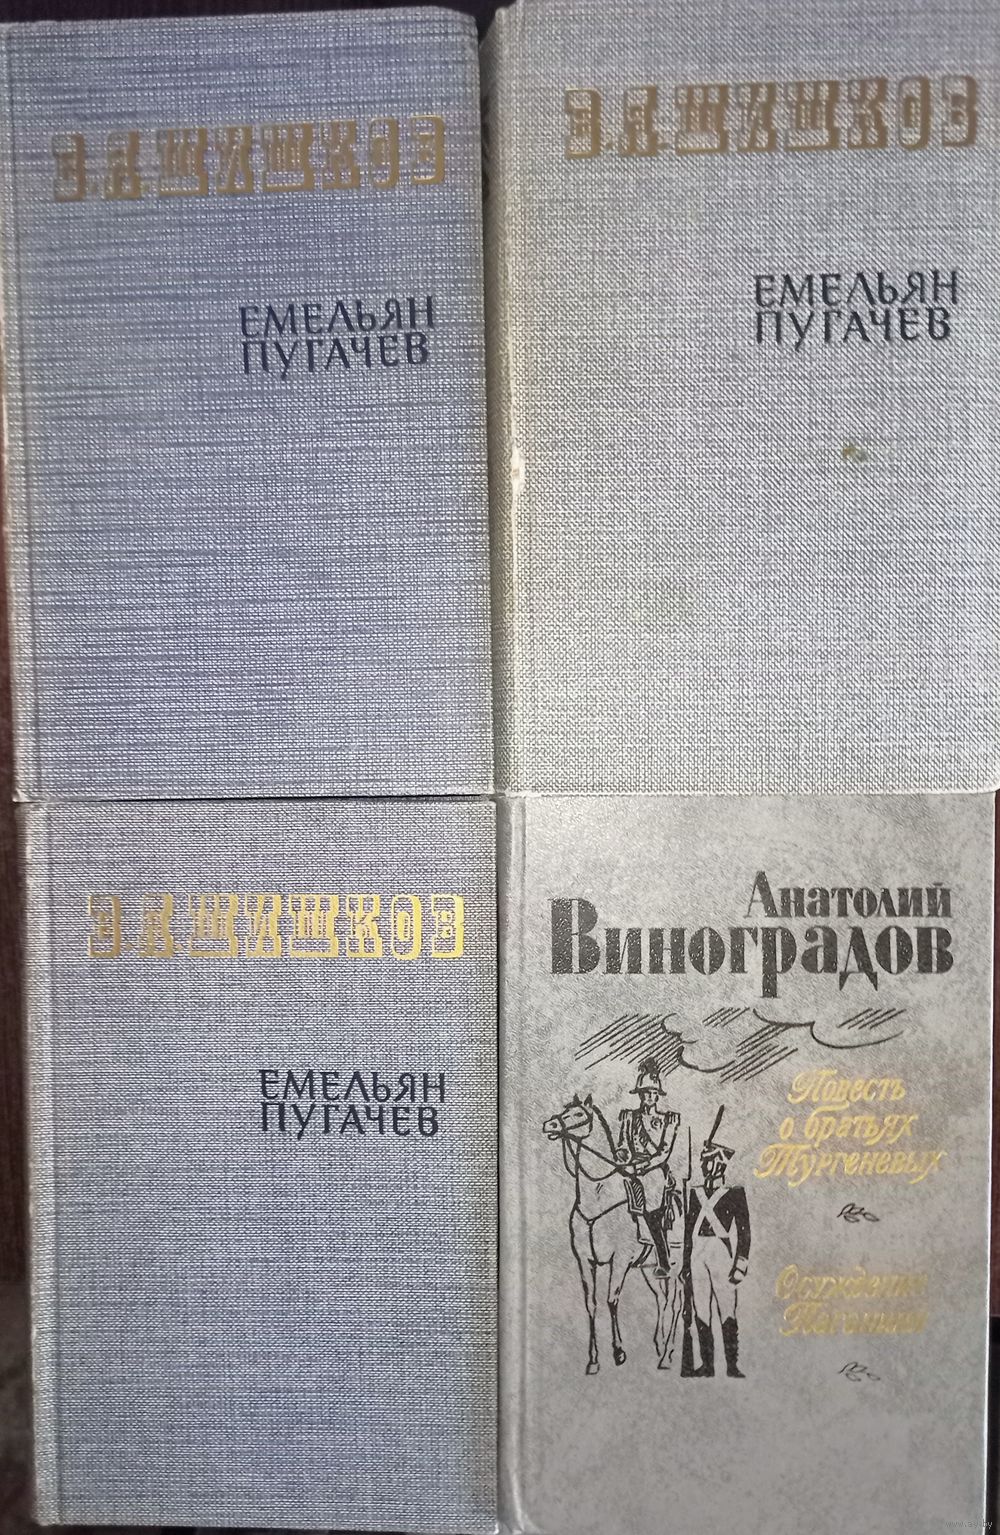 В.Я. ШИШКОВ
ЕМЕЛЬЯН
ПУГАЧЕВ
В.Я. ШИШКОВ
ЕМЕЛЬЯН
ПУГАЧЕВ
В.Я. ШИШКОВ
ЕМЕЛЬЯН
ПУГАЧЕВ
Анатолий
Виноградов
Повесть
о братьях
Тургеневых
Осуждение
Паганини